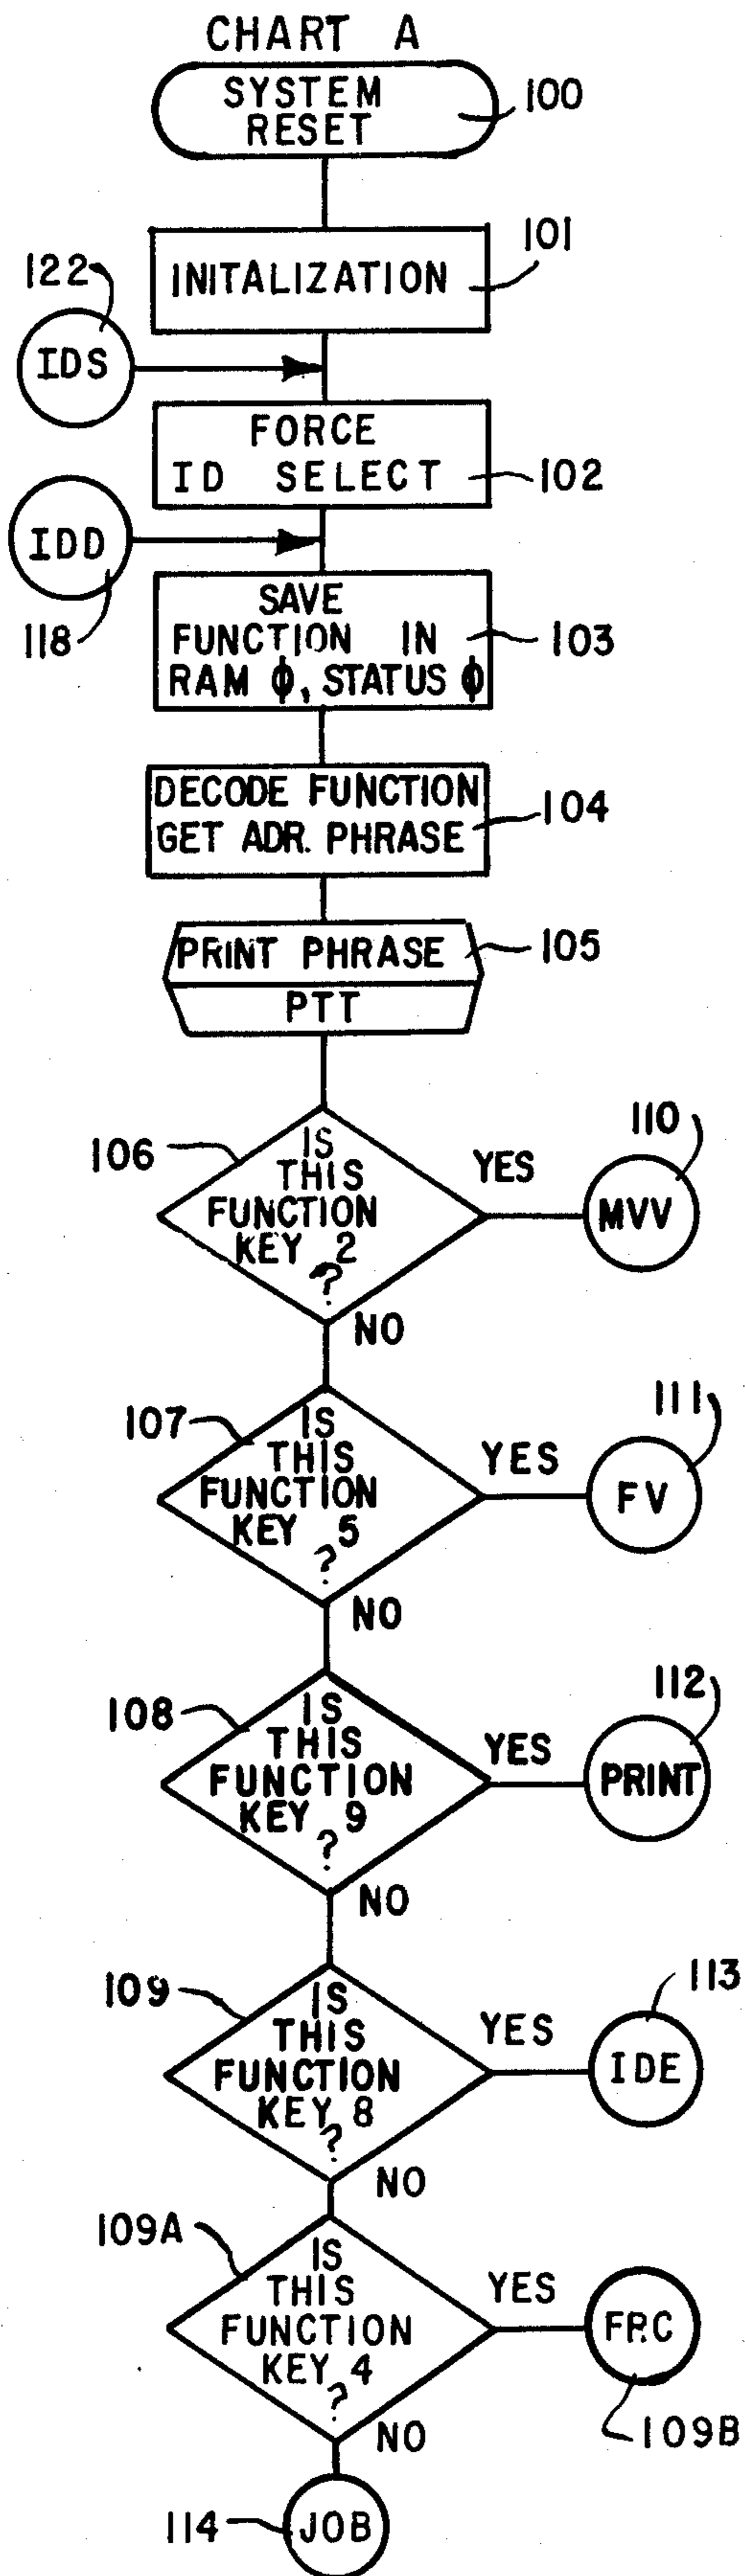 CHART A
SYSTEM
RESET
100
INITALIZATION
101
122
IDS
FORCE
ID SELECT
102
IDD
118
SAVE
FUNCTION IN
RAM ϕ, STATUS ϕ
103
DECODE FUNCTION
GET ADR. PHRASE
104
PRINT PHRASE
105
PTT
106
IS
THIS
FUNCTION
KEY 2
?
YES
110
MVV
NO
107
IS
THIS
FUNCTION
KEY 5
?
YES
111
FV
NO
108
IS
THIS
FUNCTION
KEY 9
?
YES
112
PRINT
NO
109
IS
THIS
FUNCTION
KEY 8
?
YES
113
IDE
NO
109A
IS
THIS
FUNCTION
KEY 4
?
YES
FRC
109B
NO
114
JOB